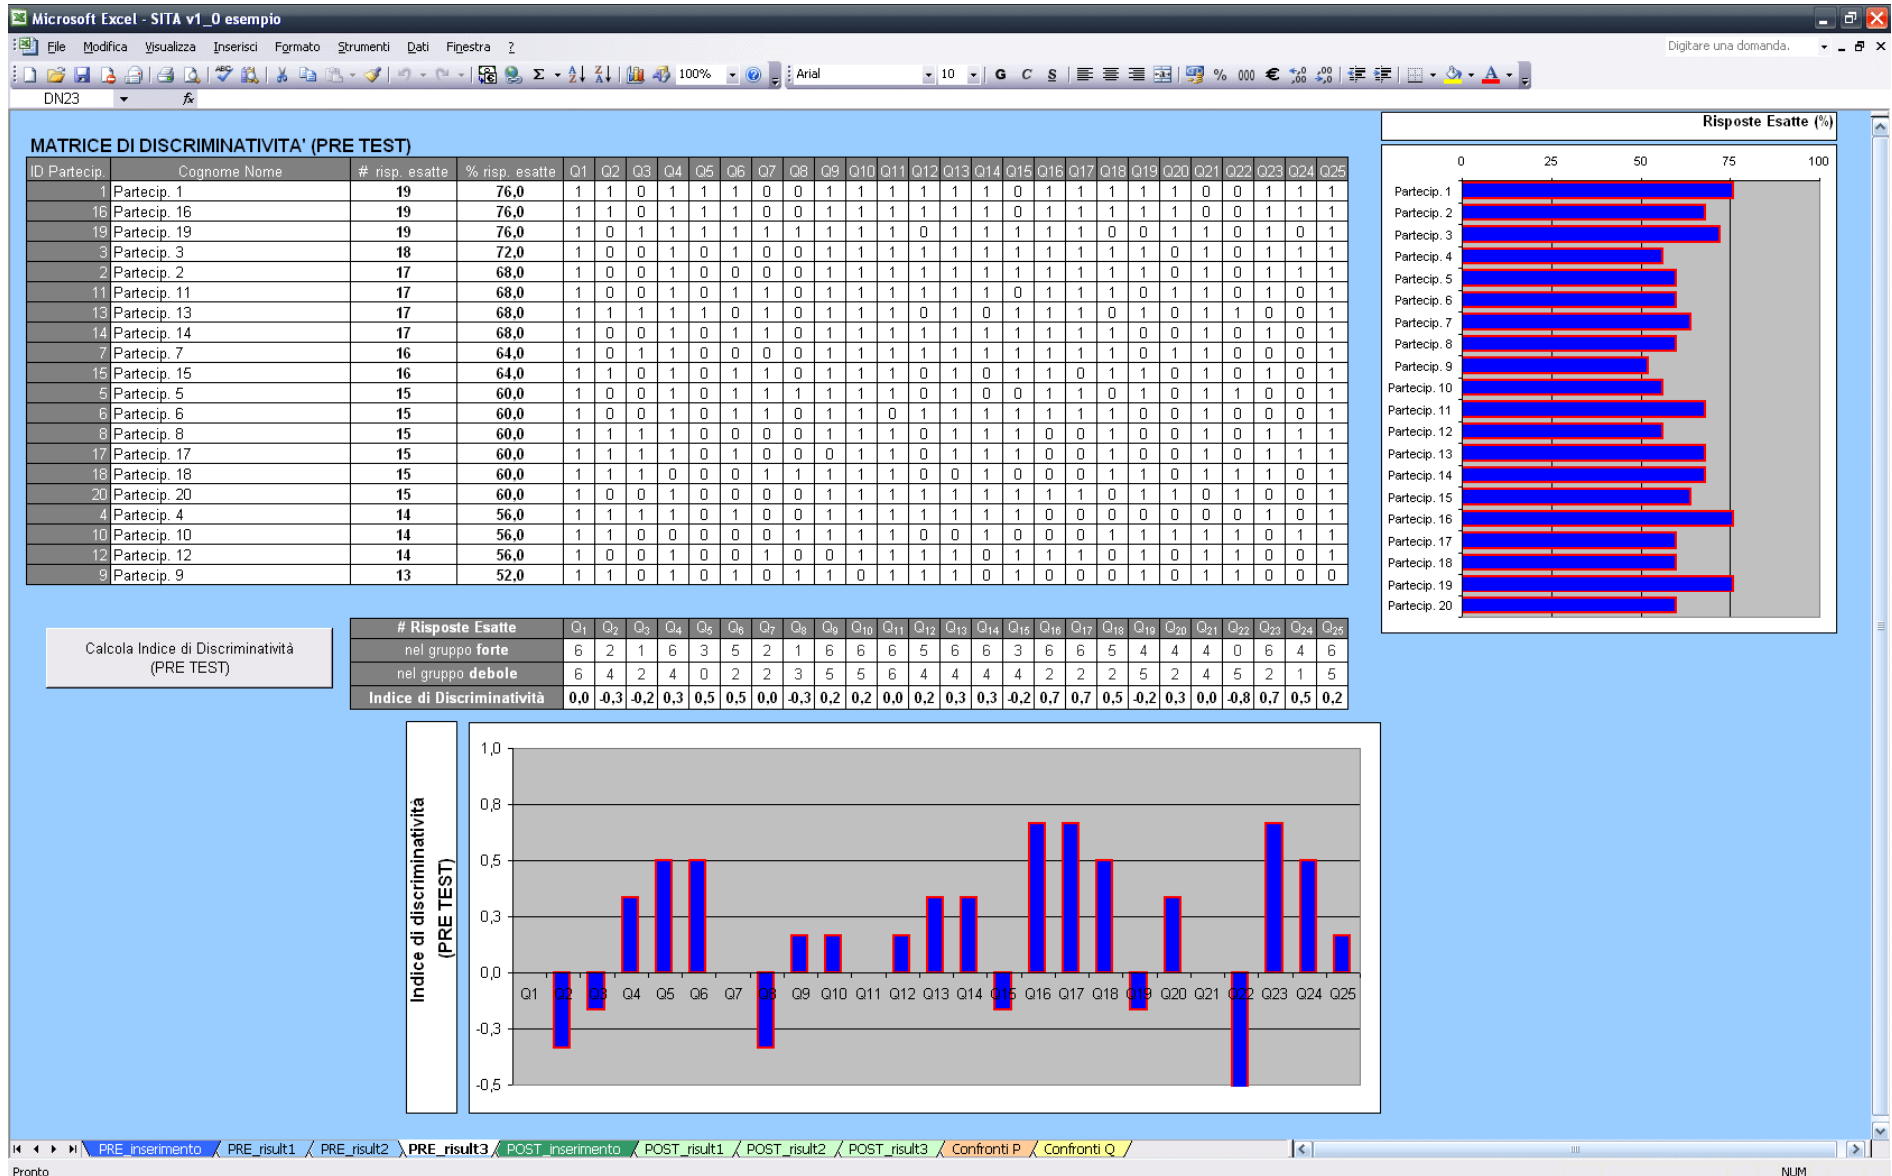 Microsoft Excel - SITA v1_0 esempio
File Modifica Visualizza Inserisci Formato Strumenti Dati Finestra ? Digitare una domanda.
100% Arial 10 G C S % 000 €
DN23 fx
Risposte Esatte (%)
MATRICE DI DISCRIMINATIVITA' (PRE TEST)
ID Partecip. Cognome Nome # risp. esatte % risp. esatte Q1 Q2 Q3 Q4 Q5 Q6 Q7 Q8 Q9 Q10 Q11 Q12 Q13 Q14 Q15 Q16 Q17 Q18 Q19 Q20 Q21 Q22 Q23 Q24 Q25
1 Partecip. 1 19 76,0 1 1 0 1 1 1 0 0 1 1 1 1 1 1 0 1 1 1 1 1 0 0 1 1 1
16 Partecip. 16 19 76,0 1 1 0 1 1 1 0 0 1 1 1 1 1 1 0 1 1 1 1 1 0 0 1 1 1
19 Partecip. 19 19 76,0 1 0 1 1 1 1 1 1 1 1 1 0 1 1 1 1 1 0 0 1 1 0 1 0 1
3 Partecip. 3 18 72,0 1 0 0 1 0 1 0 0 1 1 1 1 1 1 1 1 1 1 1 0 1 0 1 1 1
2 Partecip. 2 17 68,0 1 0 0 1 0 0 0 0 1 1 1 1 1 1 1 1 1 1 1 0 1 0 1 1 1
11 Partecip. 11 17 68,0 1 0 0 1 0 1 1 0 1 1 1 1 1 1 0 1 1 1 0 1 1 0 1 0 1
13 Partecip. 13 17 68,0 1 1 1 1 1 0 1 0 1 1 1 0 1 0 1 1 1 0 1 0 1 1 0 0 1
14 Partecip. 14 17 68,0 1 0 0 1 0 1 1 0 1 1 1 1 1 1 1 1 1 1 0 0 1 0 1 0 1
7 Partecip. 7 16 64,0 1 0 1 1 0 0 0 0 1 1 1 1 1 1 1 1 1 1 0 1 1 0 0 0 1
15 Partecip. 15 16 64,0 1 1 0 1 0 1 1 0 1 1 1 0 1 0 1 1 0 1 1 0 1 0 1 0 1
5 Partecip. 5 15 60,0 1 0 0 1 0 1 1 1 1 1 1 0 1 0 0 1 1 0 1 0 1 1 0 0 1
6 Partecip. 6 15 60,0 1 0 0 1 0 1 1 0 1 1 0 1 1 1 1 1 1 1 0 0 1 0 0 0 1
8 Partecip. 8 15 60,0 1 1 1 1 0 0 0 0 1 1 1 0 1 1 1 0 0 1 0 0 1 0 1 1 1
17 Partecip. 17 15 60,0 1 1 1 1 0 1 0 0 0 1 1 0 1 1 1 0 0 1 0 0 1 0 1 1 1
18 Partecip. 18 15 60,0 1 1 1 0 0 0 1 1 1 1 1 0 0 1 0 0 0 1 1 0 1 1 1 0 1
20 Partecip. 20 15 60,0 1 0 0 1 0 0 0 0 1 1 1 1 1 1 1 1 1 0 1 1 0 1 0 0 1
4 Partecip. 4 14 56,0 1 1 1 1 0 1 0 0 1 1 1 1 1 1 1 0 0 0 0 0 0 0 1 0 1
10 Partecip. 10 14 56,0 1 1 0 0 0 0 0 1 1 1 1 0 0 1 0 0 0 1 1 1 1 1 0 1 1
12 Partecip. 12 14 56,0 1 0 0 1 0 0 1 0 0 1 1 1 1 0 1 1 1 0 1 0 1 1 0 0 1
9 Partecip. 9 13 52,0 1 1 0 1 0 1 0 1 1 0 1 1 1 0 1 0 0 0 1 0 1 1 0 0 0
0 25 50 75 100
Partecip. 1
Partecip. 2
Partecip. 3
Partecip. 4
Partecip. 5
Partecip. 6
Partecip. 7
Partecip. 8
Partecip. 9
Partecip. 10
Partecip. 11
Partecip. 12
Partecip. 13
Partecip. 14
Partecip. 15
Partecip. 16
Partecip. 17
Partecip. 18
Partecip. 19
Partecip. 20
Calcola Indice di Discriminatività
(PRE TEST)
# Risposte Esatte Q1 Q2 Q3 Q4 Q5 Q6 Q7 Q8 Q9 Q10 Q11 Q12 Q13 Q14 Q15 Q16 Q17 Q18 Q19 Q20 Q21 Q22 Q23 Q24 Q25
nel gruppo forte 6 2 1 6 3 5 2 1 6 6 6 5 6 6 3 6 6 5 4 4 4 0 6 4 6
nel gruppo debole 6 4 2 4 0 2 2 3 5 5 6 4 4 4 4 2 2 2 5 2 4 5 2 1 5
Indice di Discriminatività 0,0 -0,3 -0,2 0,3 0,5 0,5 0,0 -0,3 0,2 0,2 0,0 0,2 0,3 0,3 -0,2 0,7 0,7 0,5 -0,2 0,3 0,0 -0,8 0,7 0,5 0,2
Indice di discriminatività
(PRE TEST)
1,0
0,8
0,5
0,3
0,0
-0,3
-0,5
Q1 Q2 Q3 Q4 Q5 Q6 Q7 Q8 Q9 Q10 Q11 Q12 Q13 Q14 Q15 Q16 Q17 Q18 Q19 Q20 Q21 Q22 Q23 Q24 Q25
PRE_inserimento PRE_risult1 PRE_risult2 PRE_risult3 POST_inserimento POST_risult1 POST_risult2 POST_risult3 Confronti P Confronti Q
Pronto NUM